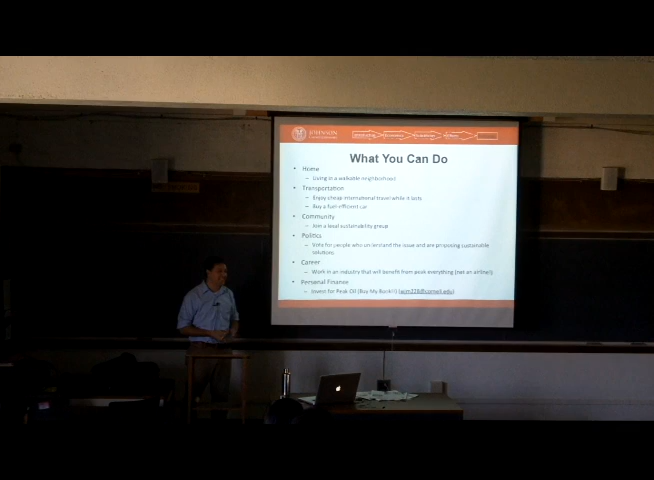 JOHNSON
What You Can Do
• Home
– Living in a walkable neighborhood
• Transportation
– Enjoy cheap international travel while it lasts
– Buy a fuel-efficient car
• Community
– Join a local sustainability group
• Politics
– Vote for people who understand the issue and are proposing sustainable
solutions
• Career
– Work in an industry that will benefit from peak everything (not an airline!)
• Personal Finance
– Invest for Peak Oil (Buy My Book!!)